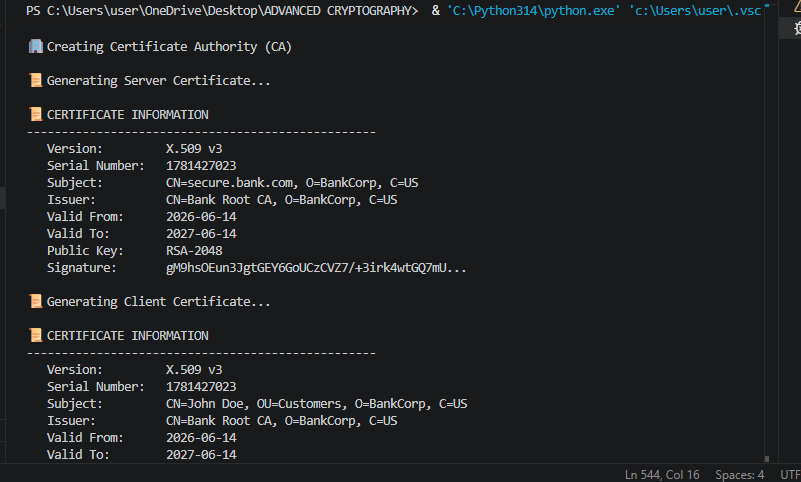 PS C:\Users\user\OneDrive\Desktop\ADVANCED CRYPTOGRAPHY>  & 'C:\Python314\python.exe' 'c:\Users\user\.vsc
🏢 Creating Certificate Authority (CA)
📜 Generating Server Certificate...
📜 CERTIFICATE INFORMATION
--------------------------------------------------
Version:         X.509 v3
Serial Number:   1781427023
Subject:         CN=secure.bank.com, O=BankCorp, C=US
Issuer:          CN=Bank Root CA, O=BankCorp, C=US
Valid From:      2026-06-14
Valid To:        2027-06-14
Public Key:      RSA-2048
Signature:       gM9hsOEun3JgtGEY6GoUCzCVZ7/+3irk4wtGQ7mU...
📜 Generating Client Certificate...
📜 CERTIFICATE INFORMATION
--------------------------------------------------
Version:         X.509 v3
Serial Number:   1781427023
Subject:         CN=John Doe, OU=Customers, O=BankCorp, C=US
Issuer:          CN=Bank Root CA, O=BankCorp, C=US
Valid From:      2026-06-14
Valid To:        2027-06-14
Ln 544, Col 16    Spaces: 4    UTF